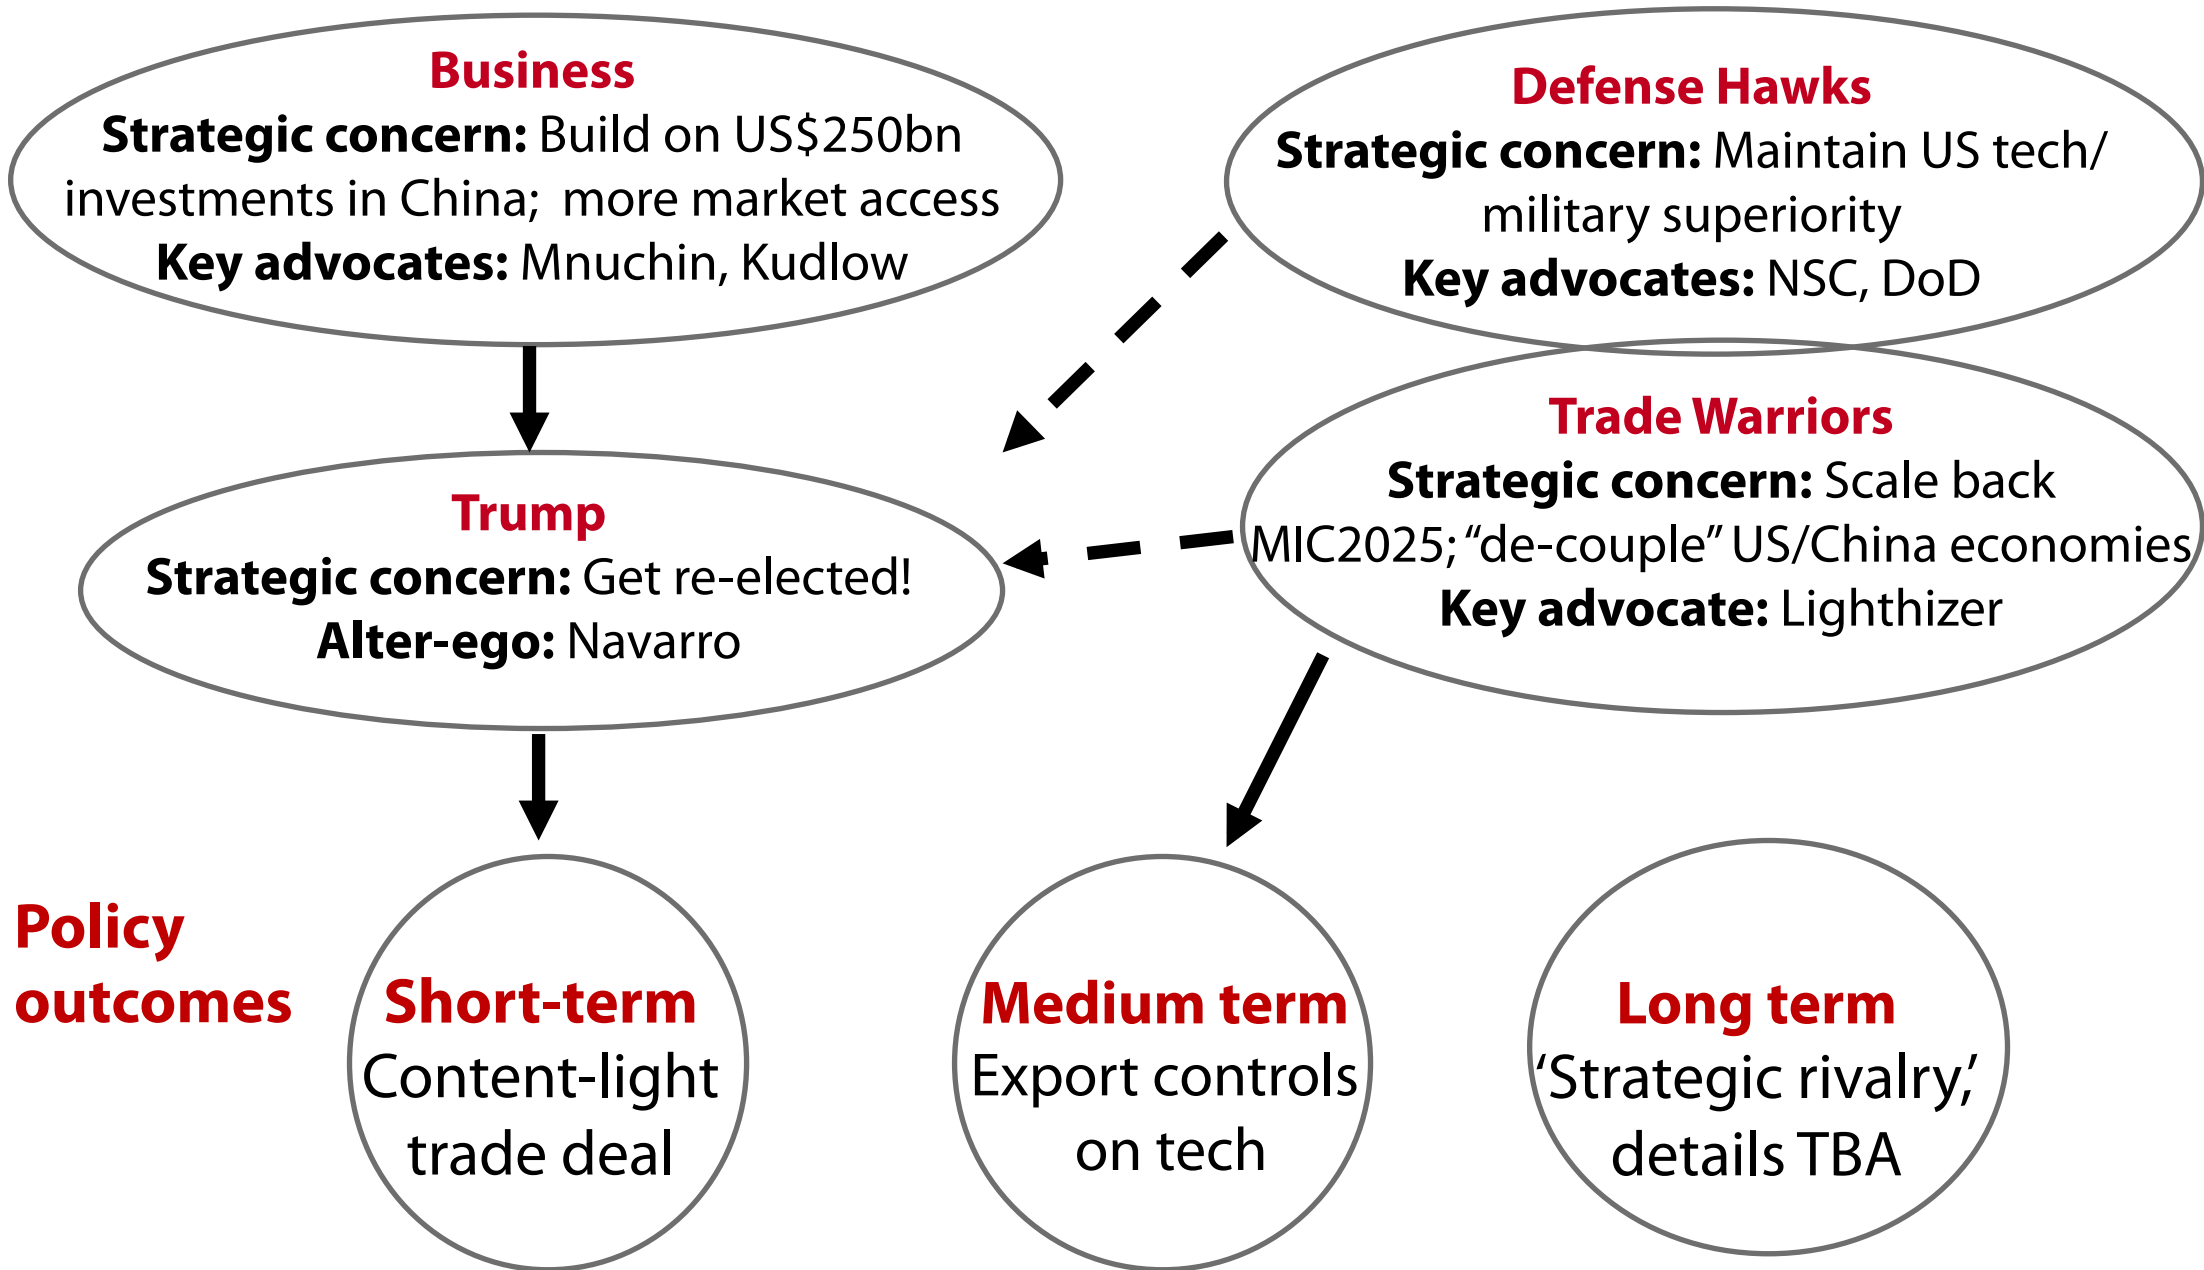 Business
Strategic concern: Build on US$250bn
investments in China;  more market access
Key advocates: Mnuchin, Kudlow
Defense Hawks
Strategic concern: Maintain US tech/
military superiority
Key advocates: NSC, DoD
Trump
Strategic concern: Get re-elected!
Alter-ego: Navarro
Trade Warriors
Strategic concern: Scale back
MIC2025; “de-couple” US/China economies
Key advocate: Lighthizer
Policy
outcomes
Short-term
Content-light
trade deal
Medium term
Export controls
on tech
Long term
‘Strategic rivalry,’
details TBA